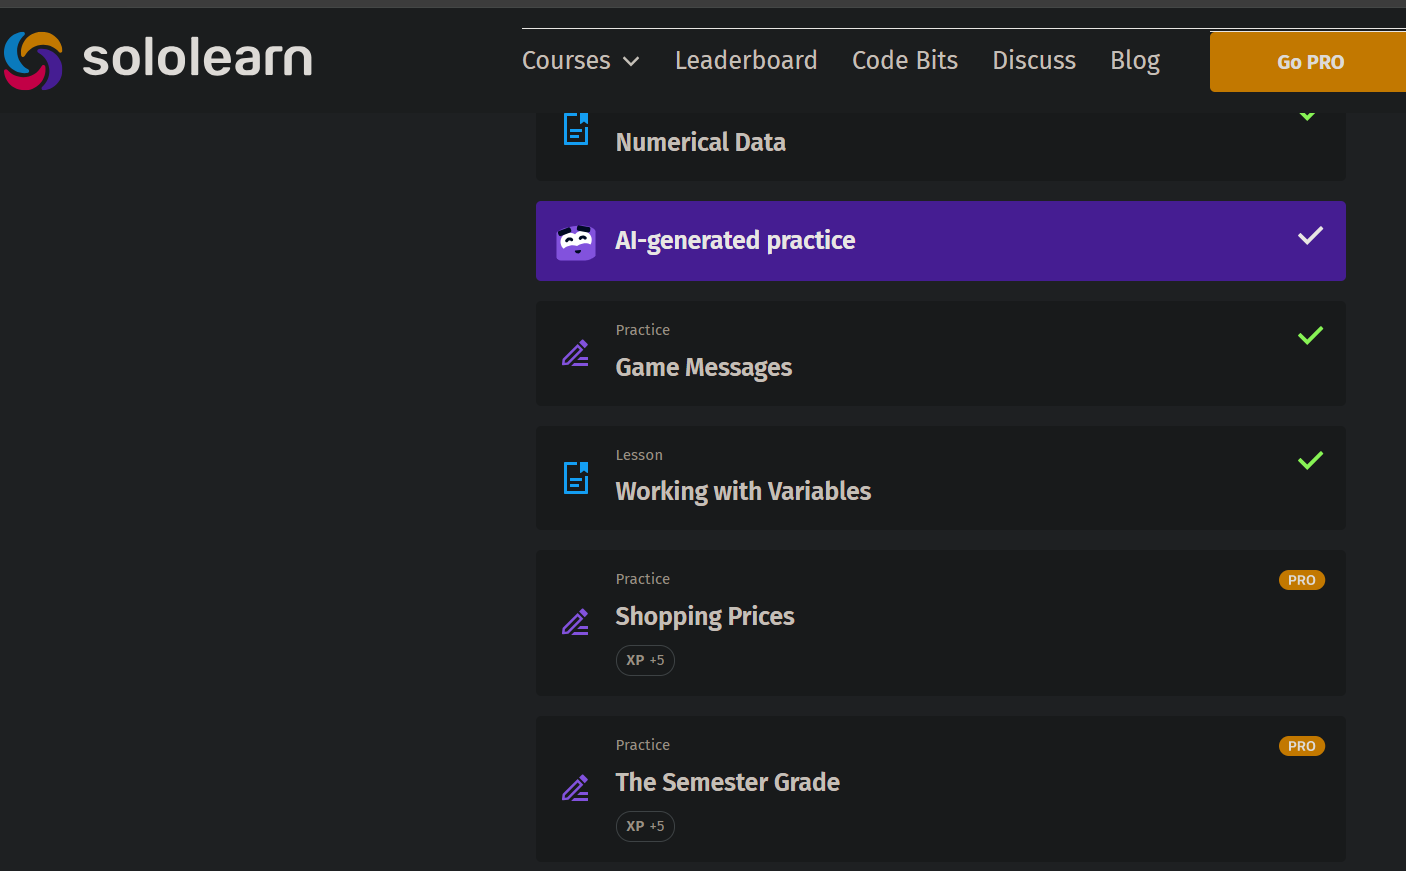 sololearn
Courses Leaderboard Code Bits Discuss Blog Go PRO
Numerical Data
AI-generated practice
Practice
Game Messages
Lesson
Working with Variables
Practice PRO
Shopping Prices
XP +5
Practice PRO
The Semester Grade
XP +5